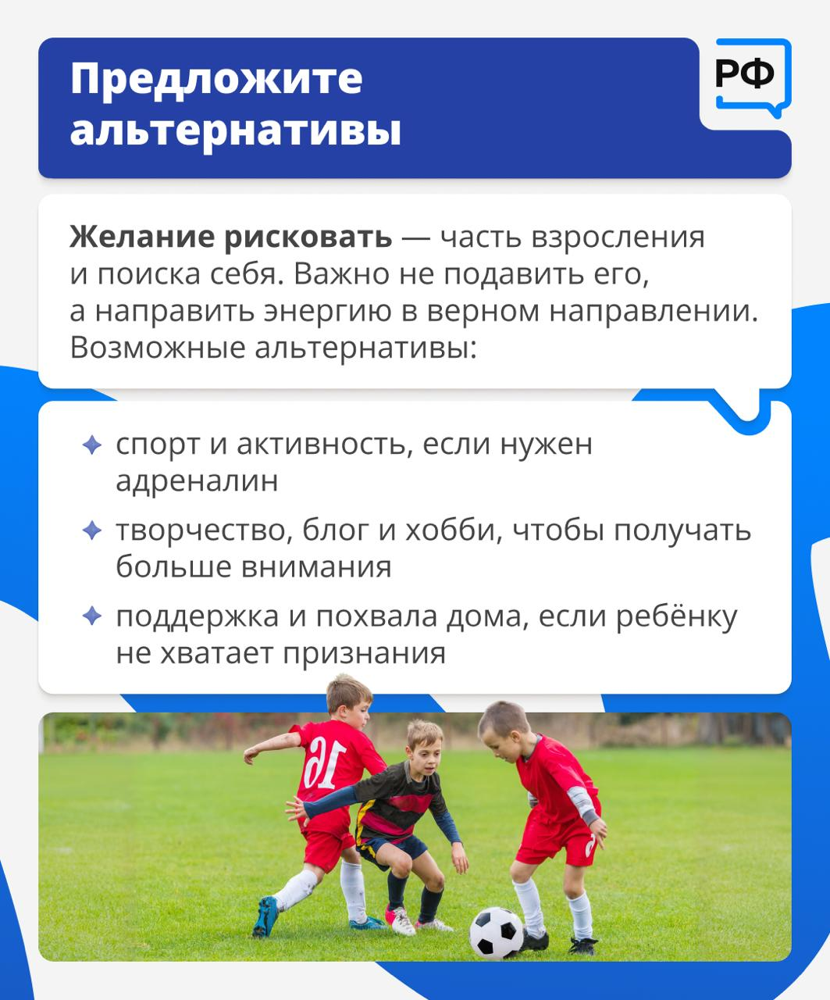 Предложите
альтернативы
РФ
Желание рисковать — часть взросления
и поиска себя. Важно не подавить его,
а направить энергию в верном направлении.
Возможные альтернативы:
спорт и активность, если нужен
адреналин
творчество, блог и хобби, чтобы получать
больше внимания
поддержка и похвала дома, если ребёнку
не хватает признания
16